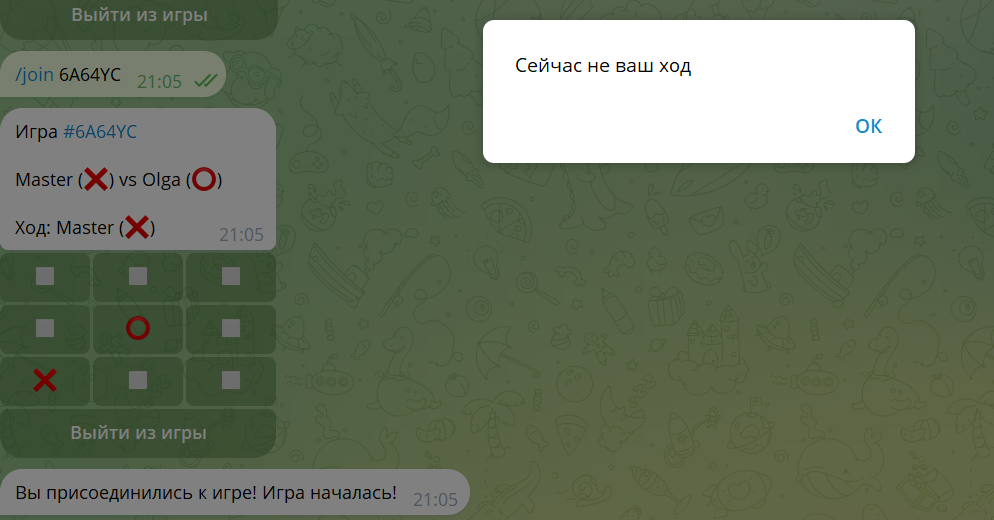 Выйти из игры
Сейчас не ваш ход
OK
/join 6A64YC 21:05
Игра #6A64YC
Master (❌) vs Olga (⭕)
Ход: Master (❌)
21:05
Выйти из игры
Вы присоединились к игре! Игра началась! 21:05